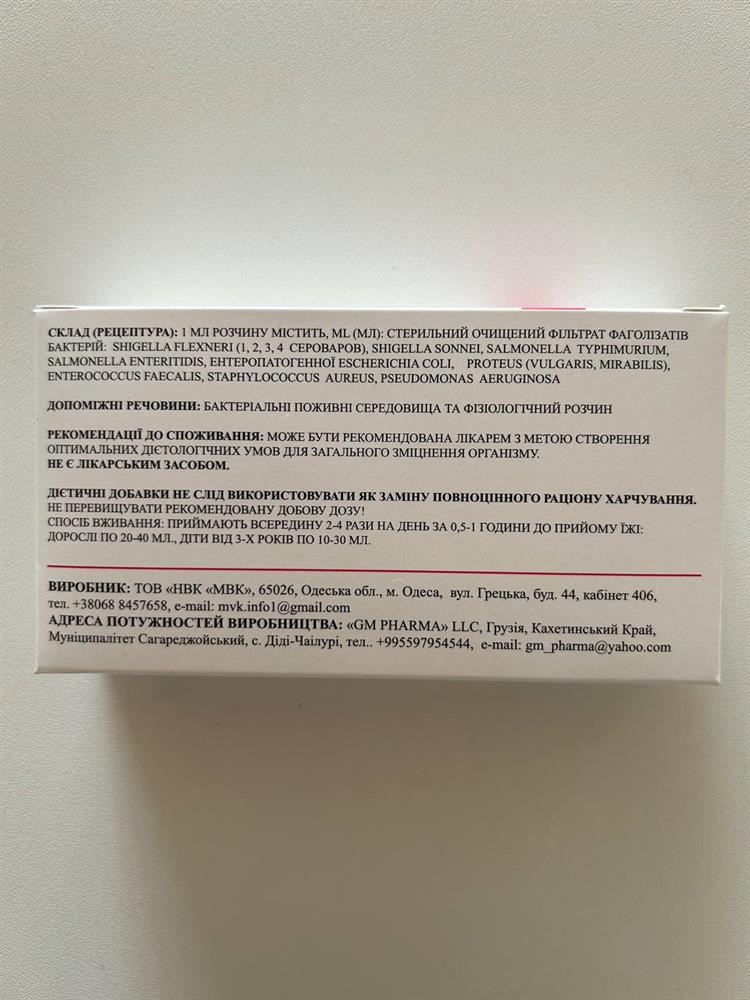 СКЛАД (РЕЦЕПТУРА): 1 МЛ РОЗЧИНУ МІСТИТЬ, ML (МЛ): СТЕРИЛЬНИЙ ОЧИЩЕНИЙ ФІЛЬТРАТ ФАГОЛІЗАТІВ
БАКТЕРІЙ: SHIGELLA FLEXNERI (1, 2, 3, 4 СЕРОВАРОВ), SHIGELLA SONNEI, SALMONELLA TYPHIMURIUM,
SALMONELLA ENTERITIDIS, ЕНТЕРОПАТОГЕННОЇ ESCHERICHIA COLI, PROTEUS (VULGARIS, MIRABILIS),
ENTEROCOCCUS FAECALIS, STAPHYLOCOCCUS AUREUS, PSEUDOMONAS AERUGINOSA
ДОПОМІЖНІ РЕЧОВИНИ: БАКТЕРІАЛЬНІ ПОЖИВНІ СЕРЕДОВИЩА ТА ФІЗІОЛОГІЧНИЙ РОЗЧИН
РЕКОМЕНДАЦІЇ ДО СПОЖИВАННЯ: МОЖЕ БУТИ РЕКОМЕНДОВАНА ЛІКАРЕМ З МЕТОЮ СТВОРЕННЯ
ОПТИМАЛЬНИХ ДІЄТОЛОГІЧНИХ УМОВ ДЛЯ ЗАГАЛЬНОГО ЗМІЦНЕННЯ ОРГАНІЗМУ.
НЕ Є ЛІКАРСЬКИМ ЗАСОБОМ.
ДІЄТИЧНІ ДОБАВКИ НЕ СЛІД ВИКОРИСТОВУВАТИ ЯК ЗАМІНУ ПОВНОЦІННОГО РАЦІОНУ ХАРЧУВАННЯ.
НЕ ПЕРЕВИЩУВАТИ РЕКОМЕНДОВАНУ ДОБОВУ ДОЗУ!
СПОСІБ ВЖИВАННЯ: ПРИЙМАЮТЬ ВСЕРЕДИНУ 2-4 РАЗИ НА ДЕНЬ ЗА 0,5-1 ГОДИНИ ДО ПРИЙОМУ ЇЖІ:
ДОРОСЛІ ПО 20-40 МЛ., ДІТИ ВІД 3-Х РОКІВ ПО 10-30 МЛ.
ВИРОБНИК: ТОВ «НВК «МВК», 65026, Одеська обл., м. Одеса, вул. Грецька, буд. 44, кабінет 406,
тел. +38068 8457658, e-mail: mvk.info1@gmail.com
АДРЕСА ПОТУЖНОСТЕЙ ВИРОБНИЦТВА: «GM PHARMA» LLC, Грузія, Кахетинський Край,
Муніципалітет Сагареджойський, с. Діді-Чаілурі, тел.. +995597954544, e-mail: gm_pharma@yahoo.com